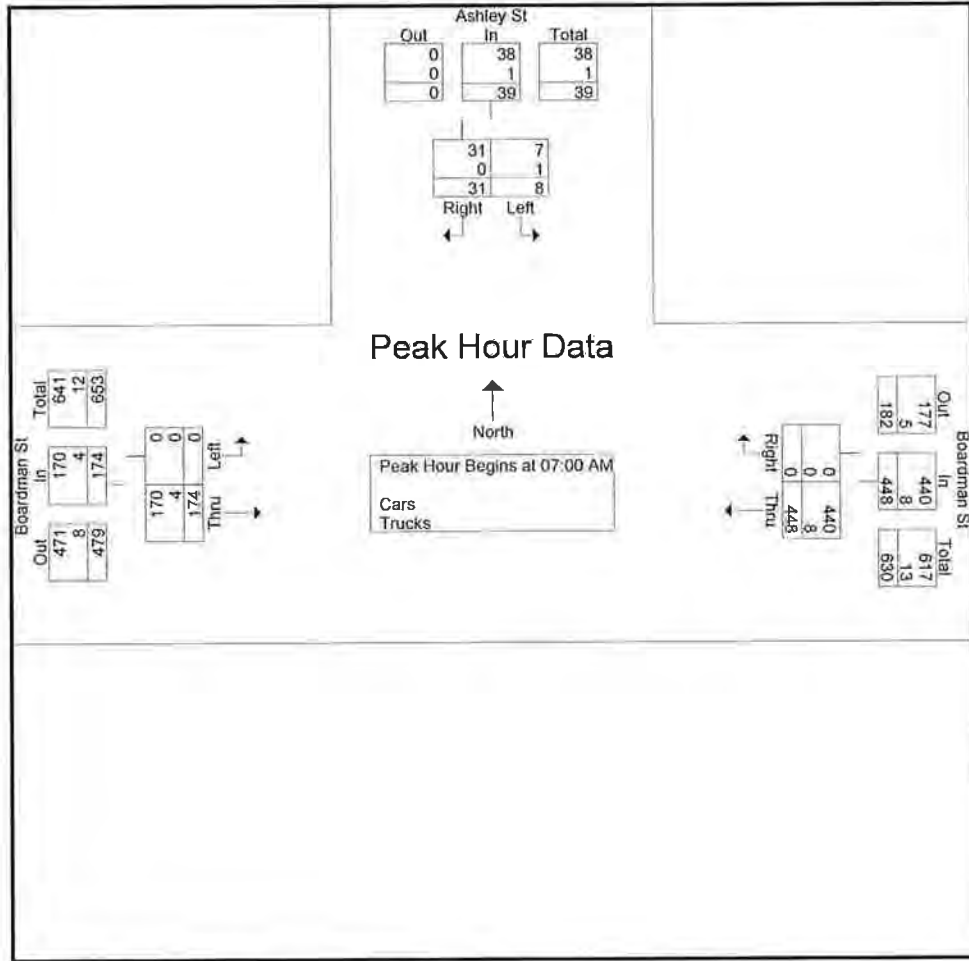 Ashley St
Out In Total
0 38 38
0 1 1
0 39 39
31 7
0 1
31 8
Right Left
Peak Hour Data
North
Peak Hour Begins at 07:00 AM
Cars
Trucks
Boardman St
Total In Out
641 170 471
12 4 8
653 174 479
Left Thru
0 170
0 4
0 174
Boardman St
Out In Total
177 440 617
5 8 13
182 448 630
Right Thru
0 440
0 8
0 448